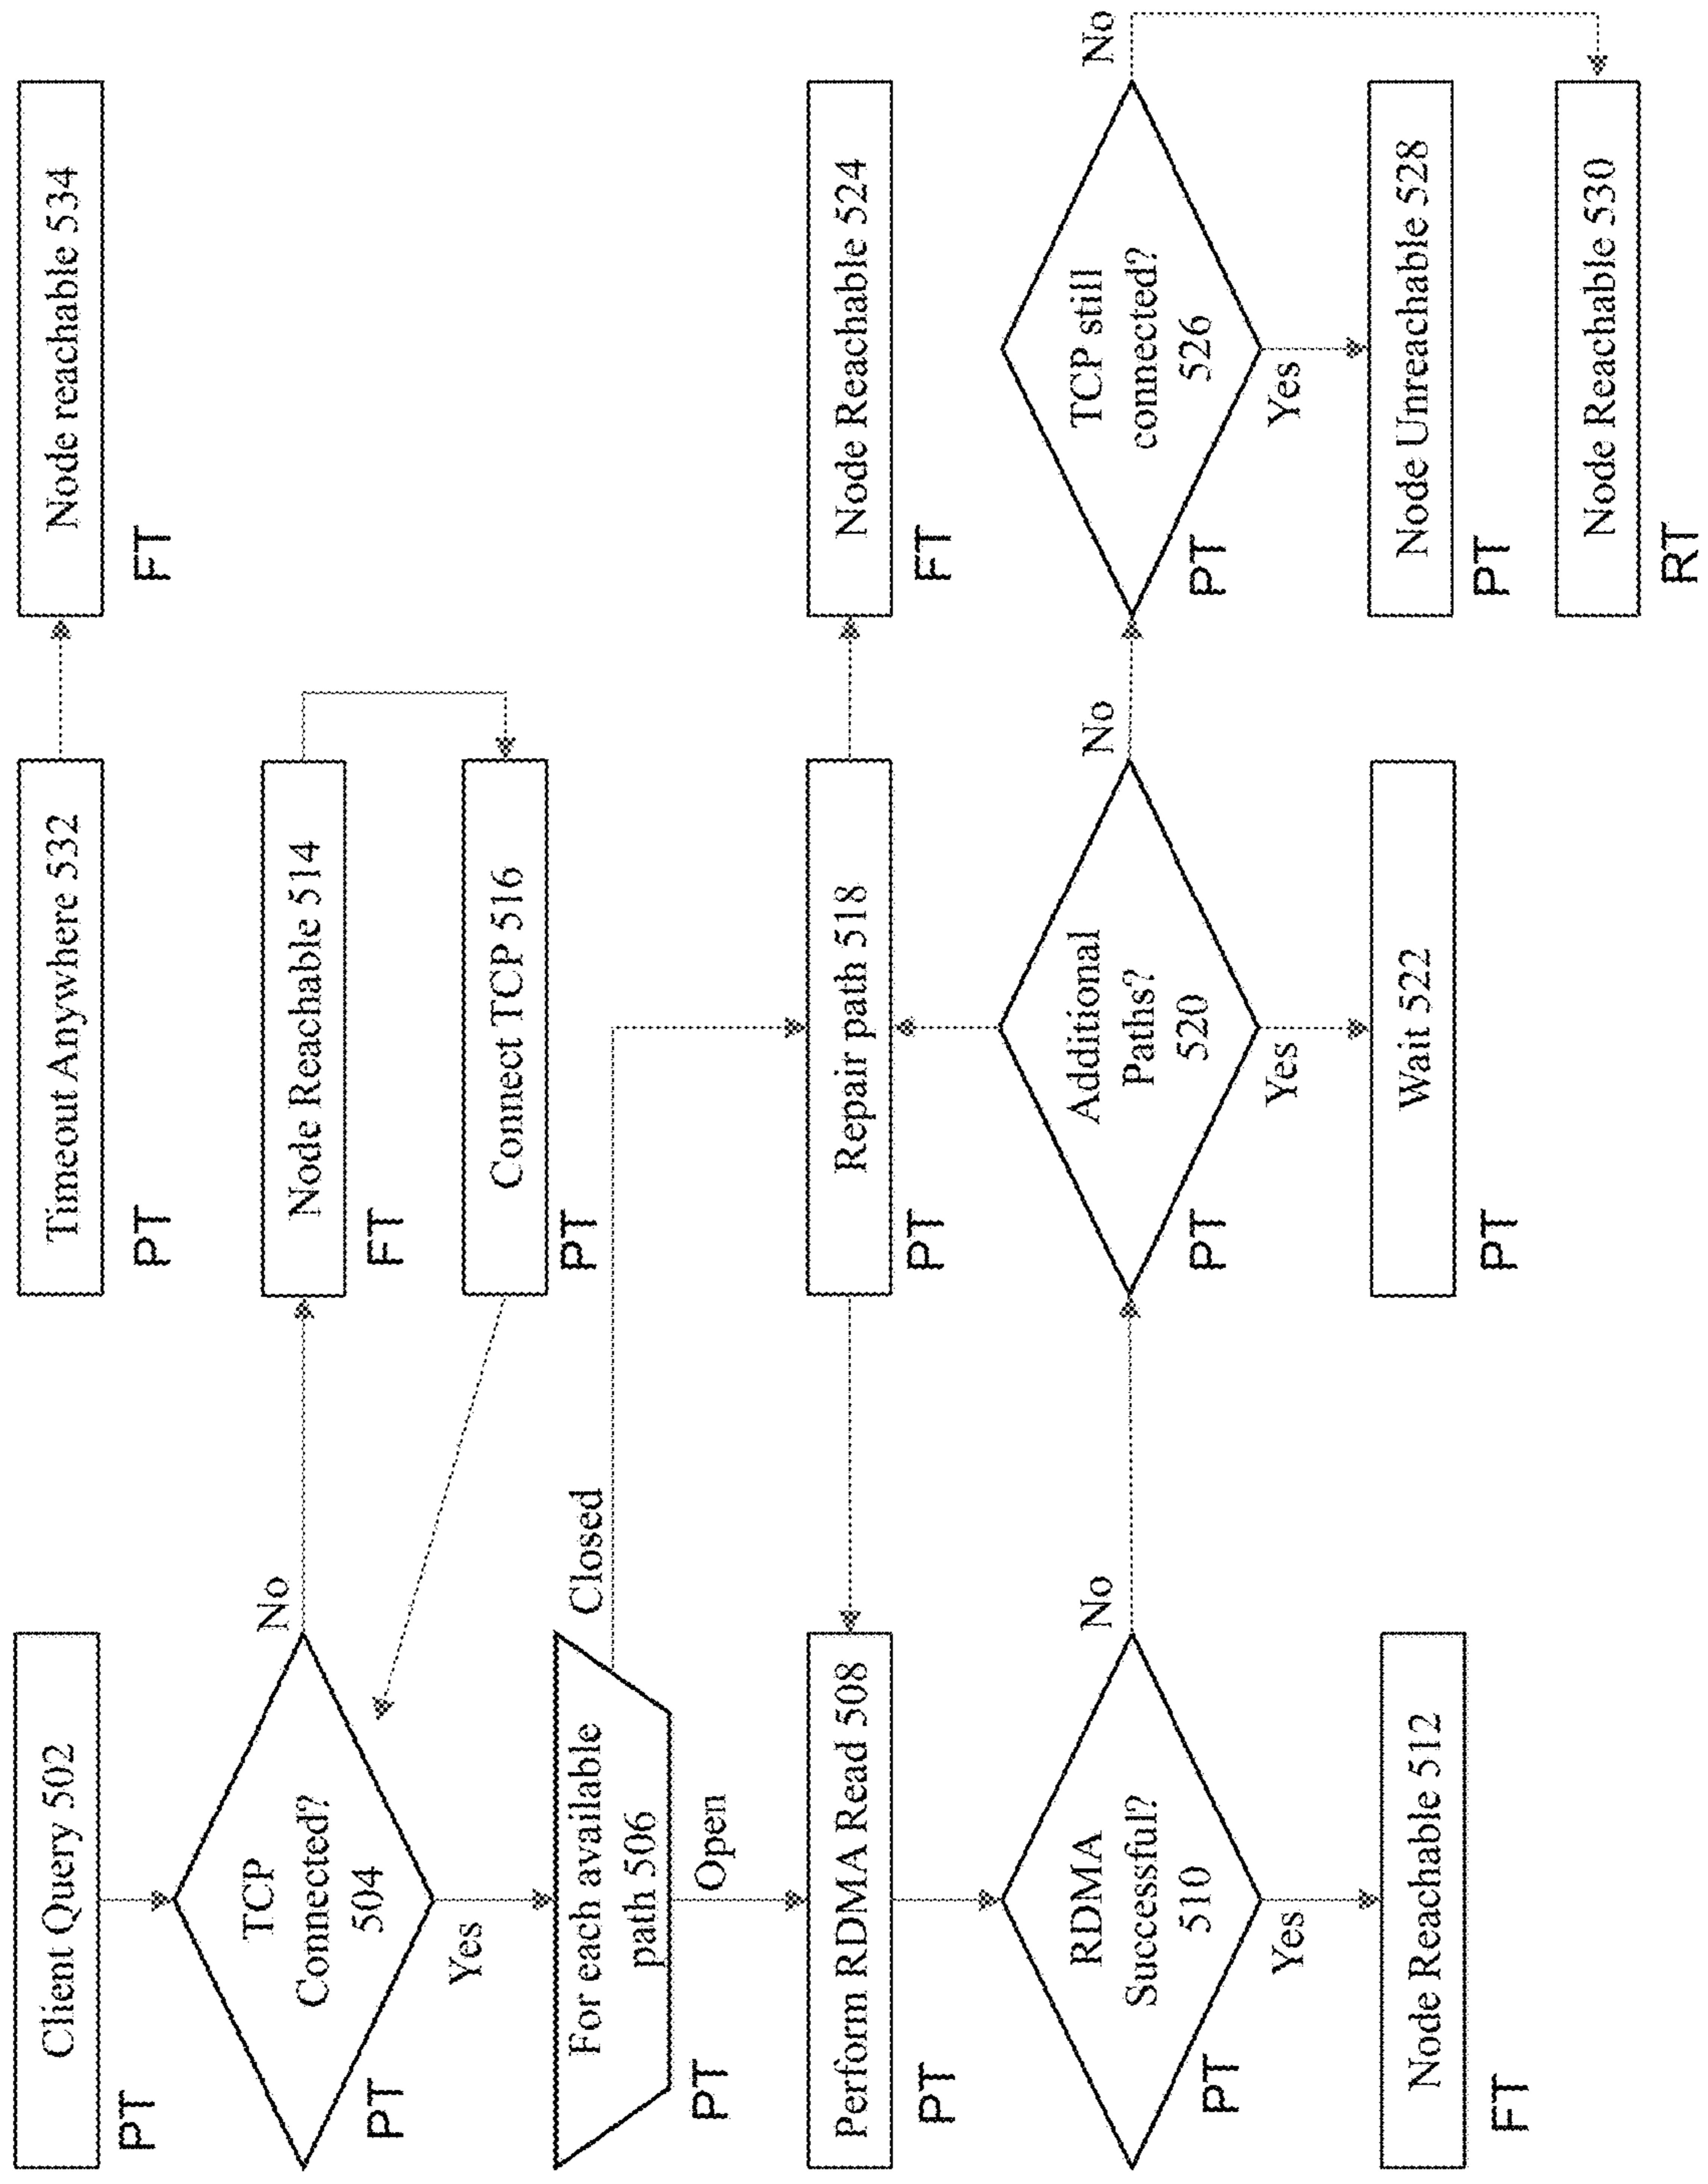 Client Query 502
PT
TCP
Connected?
504
PT
No
Yes
For each available
path 506
PT
Closed
Open
Perform RDMA Read 508
PT
RDMA
Successful?
510
PT
No
Yes
Node Reachable 512
FT
Timeout Anywhere 532
PT
Node Reachable 514
FT
Connect TCP 516
PT
Repair path 518
PT
Additional
Paths?
520
PT
No
Yes
Wait 522
PT
Node reachable 534
FT
Node Reachable 524
FT
TCP still
connected?
526
PT
No
Yes
Node Unreachable 528
PT
Node Reachable 530
RT